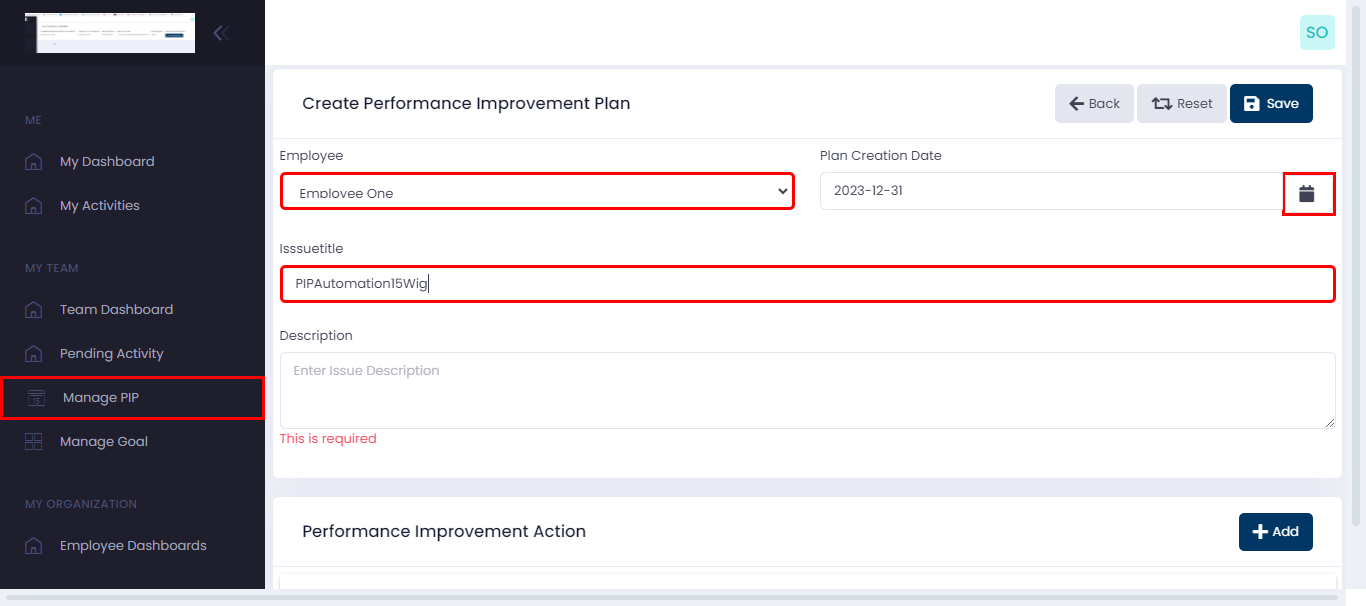 SO
ME
My Dashboard
My Activities
MY TEAM
Team Dashboard
Pending Activity
Manage PIP
Manage Goal
MY ORGANIZATION
Employee Dashboards
Create Performance Improvement Plan
Back
Reset
Save
Employee
Plan Creation Date
Employee One
2023-12-31
Isssuetitle
PIPAutomation15Wig
Description
Enter Issue Description
This is required
Performance Improvement Action
Add